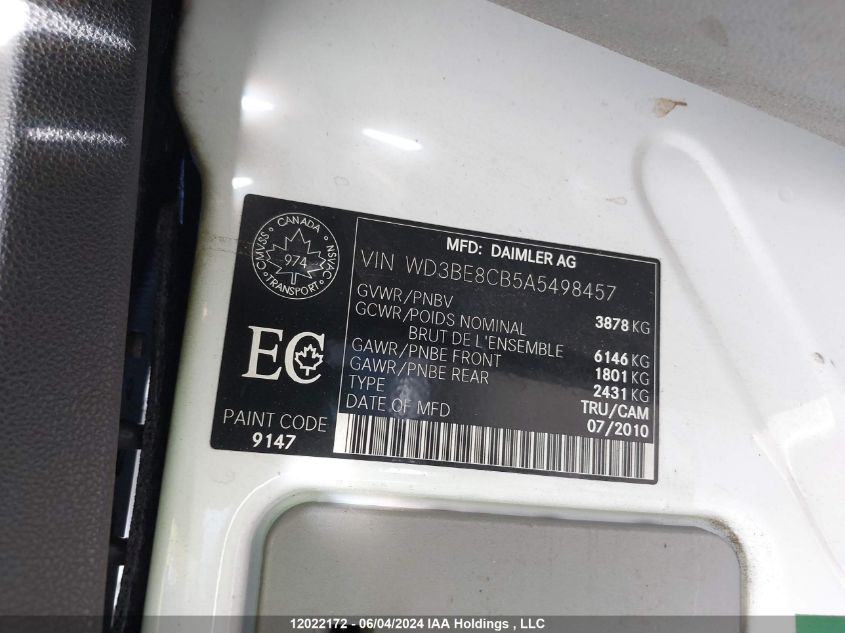 CANADA
CMVSS 974 NSVAC
TRANSPORT
EC
PAINT CODE
9147
MFD: DAIMLER AG
VIN WD3BE8CB5A5498457
GVWR/PNBV 3878 KG
GCWR/POIDS NOMINAL
BRUT DE L'ENSEMBLE 6146 KG
GAWR/PNBE FRONT 1801 KG
GAWR/PNBE REAR 2431 KG
TYPE TRU/CAM
DATE OF MFD 07/2010
12022172 - 06/04/2024 IAA Holdings , LLC